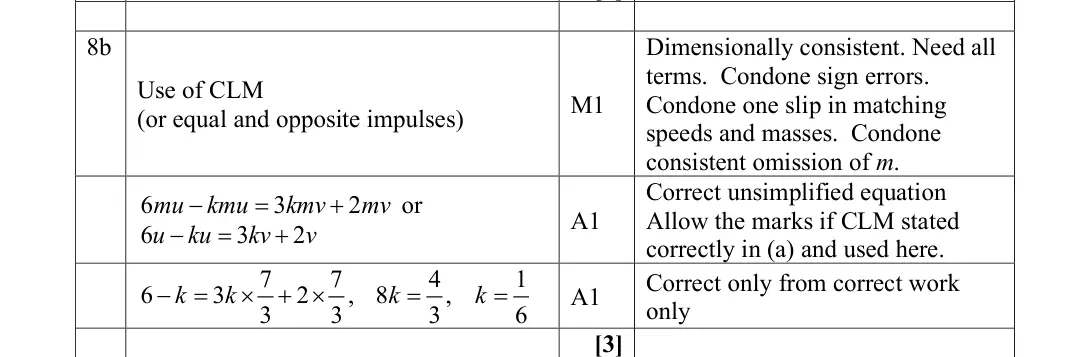 8b
Use of CLM
(or equal and opposite impulses)
M1
Dimensionally consistent. Need all
terms. Condone sign errors.
Condone one slip in matching
speeds and masses. Condone
consistent omission of m.
6mu − kmu = 3kmv + 2mv or
6u − ku = 3kv + 2v
A1
Correct unsimplified equation
Allow the marks if CLM stated
correctly in (a) and used here.
6 − k = 3k × 7/3 + 2 × 7/3, 8k = 4/3, k = 1/6
A1
Correct only from correct work
only
[3]